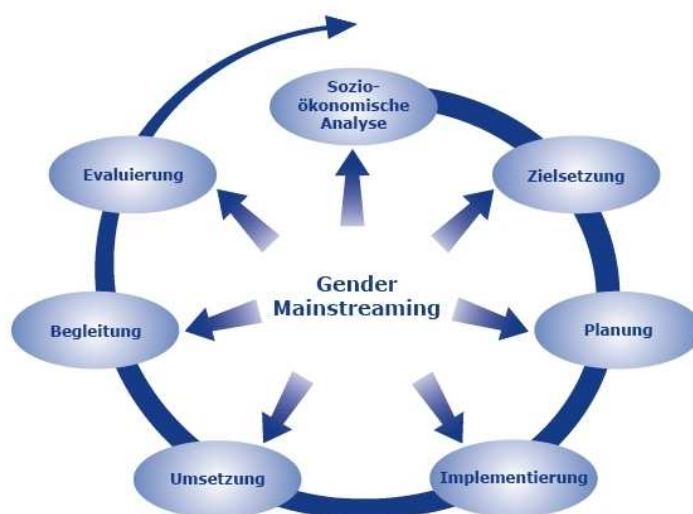 Sozio-
ökonomische
Analyse
Zielsetzung
Planung
Implementierung
Umsetzung
Begleitung
Evaluierung
Gender
Mainstreaming